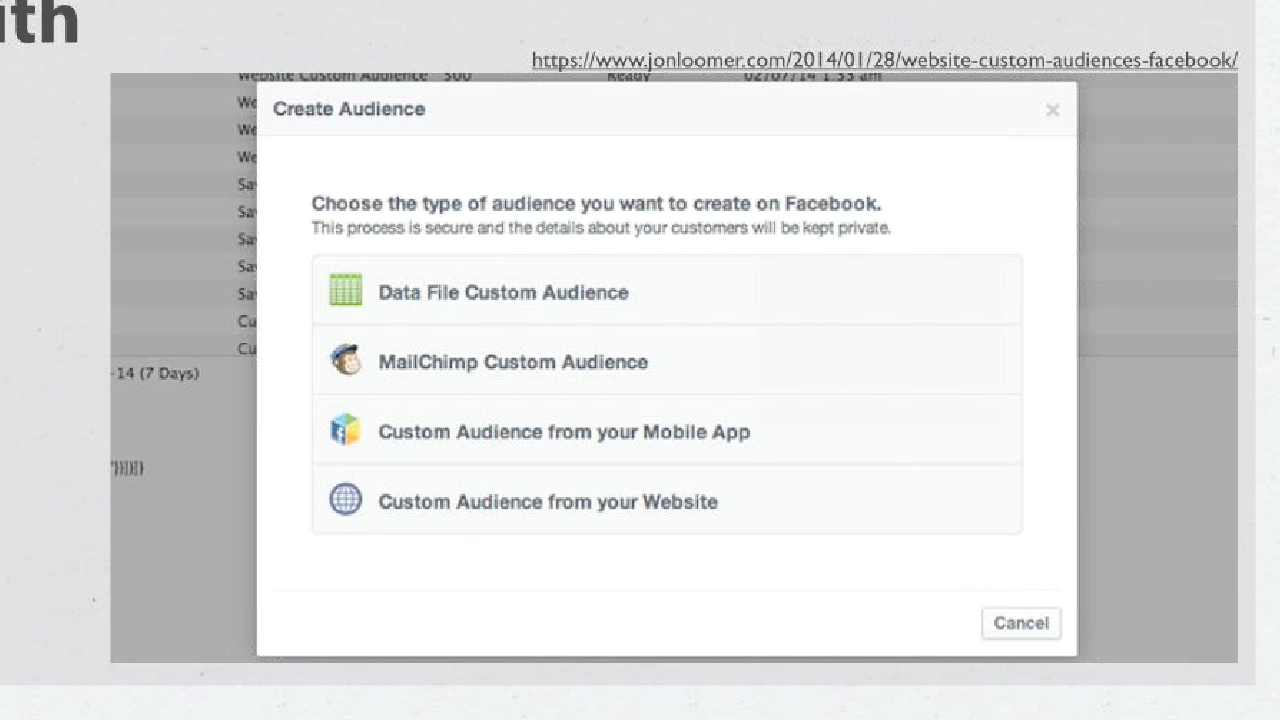 https://www.jonloomer.com/2014/01/28/website-custom-audiences-facebook/
Website Custom Audience 500 Ready 02/07/14 1:55 am
Create Audience
Choose the type of audience you want to create on Facebook.
This process is secure and the details about your customers will be kept private.
Data File Custom Audience
MailChimp Custom Audience
-14 (7 Days)
Custom Audience from your Mobile App
Custom Audience from your Website
Cancel